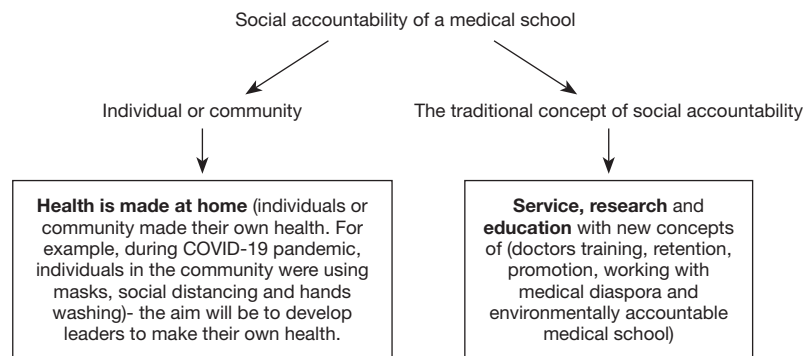 Social accountability of a medical school
Individual or community
The traditional concept of social accountability
Health is made at home (individuals or
community made their own health. For
example, during COVID-19 pandemic,
individuals in the community were using
masks, social distancing and hands
washing)- the aim will be to develop
leaders to make their own health.
Service, research and
education with new concepts
of (doctors training, retention,
promotion, working with
medical diaspora and
environmentally accountable
medical school)